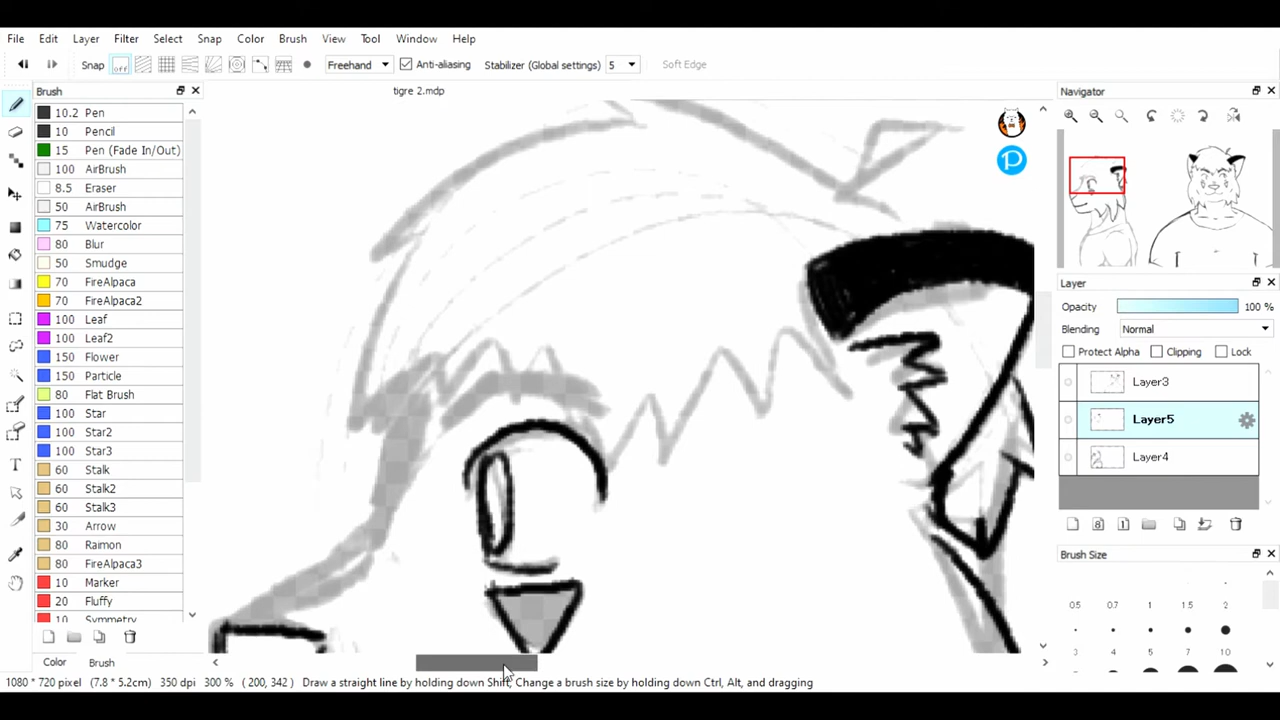 File Edit Layer Filter Select Snap Color Brush View Tool Window Help
Snap off Freehand Anti-aliasing Stabilizer (Global settings) 5 Soft Edge
Brush
tigre 2.mdp
10.2 Pen
10 Pencil
15 Pen (Fade In/Out)
100 AirBrush
8.5 Eraser
50 AirBrush
75 Watercolor
80 Blur
50 Smudge
70 FireAlpaca
70 FireAlpaca2
100 Leaf
100 Leaf2
150 Flower
150 Particle
80 Flat Brush
100 Star
100 Star2
100 Star3
60 Stalk
60 Stalk2
60 Stalk3
30 Arrow
80 Raimon
80 FireAlpaca3
10 Marker
20 Fluffy
10 Symmetry
Color Brush
Navigator
Layer
Opacity 100 %
Blending Normal
Protect Alpha Clipping Lock
Layer3
Layer5
Layer4
8 1
Brush Size
0.5 0.7 1 1.5 2
3 4 5 7 10
1080 * 720 pixel (7.8 * 5.2cm) 350 dpi 300 % ( 200, 342 ) Draw a straight line by holding down Shift, Change a brush size by holding down Ctrl, Alt, and dragging